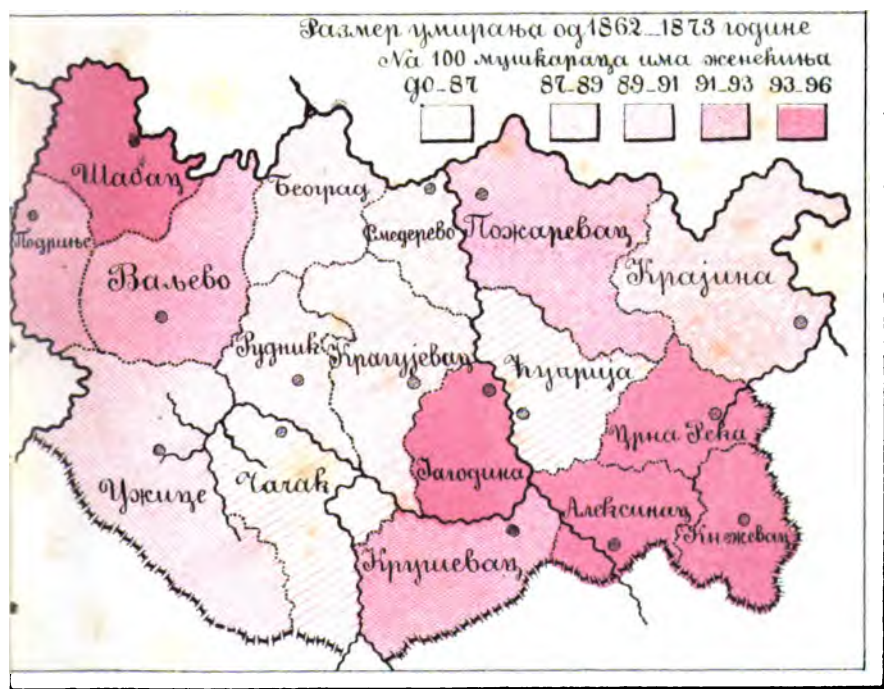 Размер умирања од 1862_1873 године
На 100 мушкараца има женскиња
до_87 87_89 89_91 91_93 93_96
Шабац
Београд
Подриње
Смедерево
Пожаревац
Ваљево
Крајина
Рудник
Крагујевац
Ћуприја
Црна Река
Јагодина
Ужице
Чачак
Алексинац
Књажевац
Крушевац